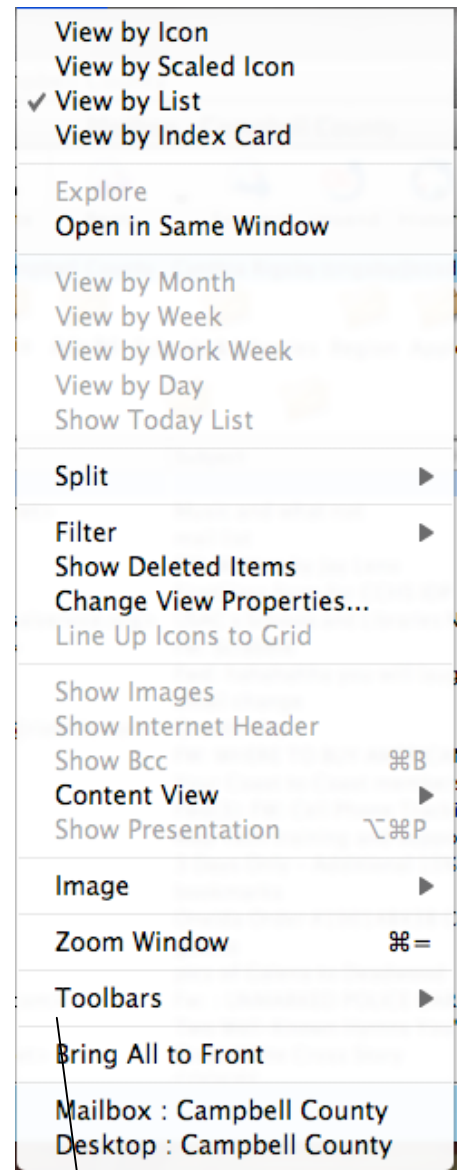 View by Icon
View by Scaled Icon
✓ View by List
View by Index Card
Explore
Open in Same Window
View by Month
View by Week
View by Work Week
View by Day
Show Today List
Split
Filter
Show Deleted Items
Change View Properties...
Line Up Icons to Grid
Show Images
Show Internet Header
Show Bcc ⌘B
Content View
Show Presentation ⌥⌘P
Image
Zoom Window ⌘=
Toolbars
Bring All to Front
Mailbox : Campbell County
Desktop : Campbell County